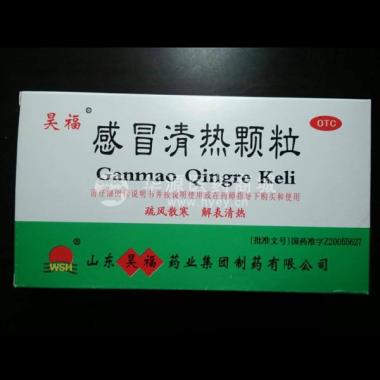 昊福®
OTC
感冒清热颗粒
Ganmao Qingre Keli
请仔细阅读说明书并按说明使用或在药师指导下购买和使用
疏风散寒 解表清热
[批准文号]国药准字Z20055627
®
WSH
山东昊福药业集团制药有限公司